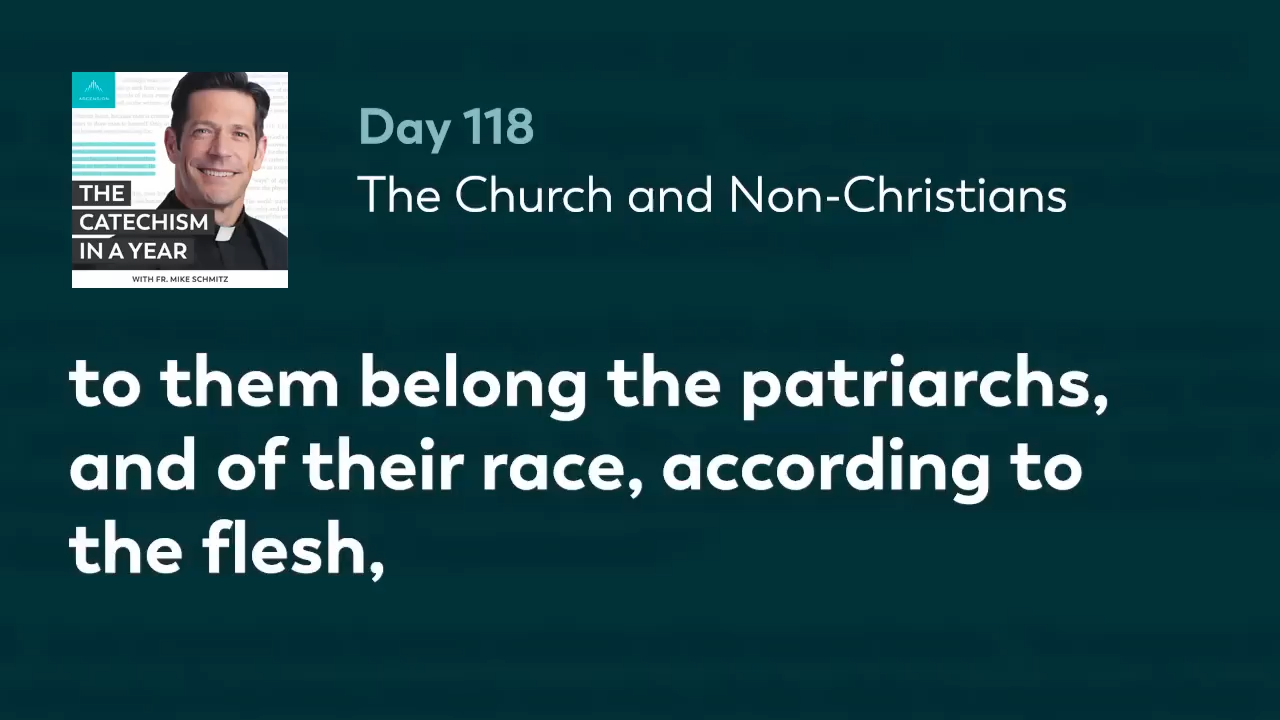 ASCENSION
THE
CATECHISM
IN A YEAR
WITH FR. MIKE SCHMITZ
Day 118
The Church and Non-Christians
to them belong the patriarchs,
and of their race, according to
the flesh,